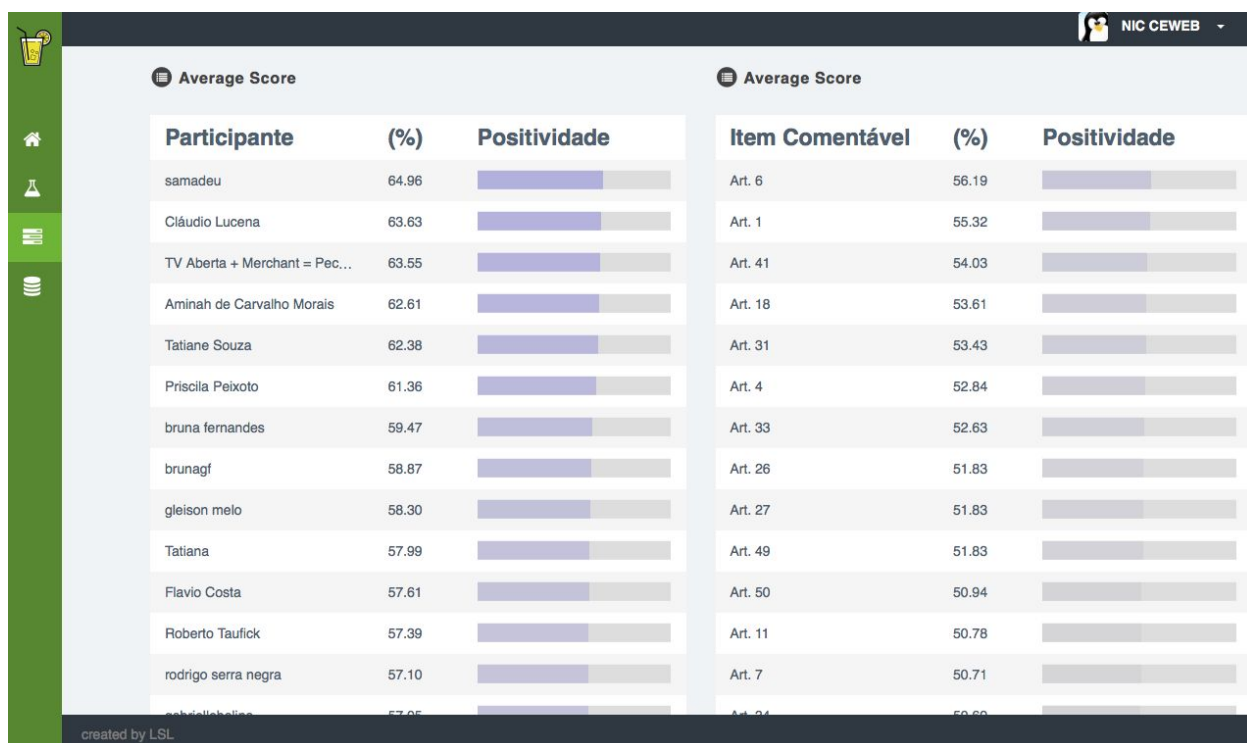 NIC CEWEB
Average Score
Participante (%) Positividade
samadeu 64.96
Cláudio Lucena 63.63
TV Aberta + Merchant = Pec... 63.55
Aminah de Carvalho Morais 62.61
Tatiane Souza 62.38
Priscila Peixoto 61.36
bruna fernandes 59.47
brunagf 58.87
gleison melo 58.30
Tatiana 57.99
Flavio Costa 57.61
Roberto Taufick 57.39
rodrigo serra negra 57.10
Average Score
Item Comentável (%) Positividade
Art. 6 56.19
Art. 1 55.32
Art. 41 54.03
Art. 18 53.61
Art. 31 53.43
Art. 4 52.84
Art. 33 52.63
Art. 26 51.83
Art. 27 51.83
Art. 49 51.83
Art. 50 50.94
Art. 11 50.78
Art. 7 50.71
created by LSL